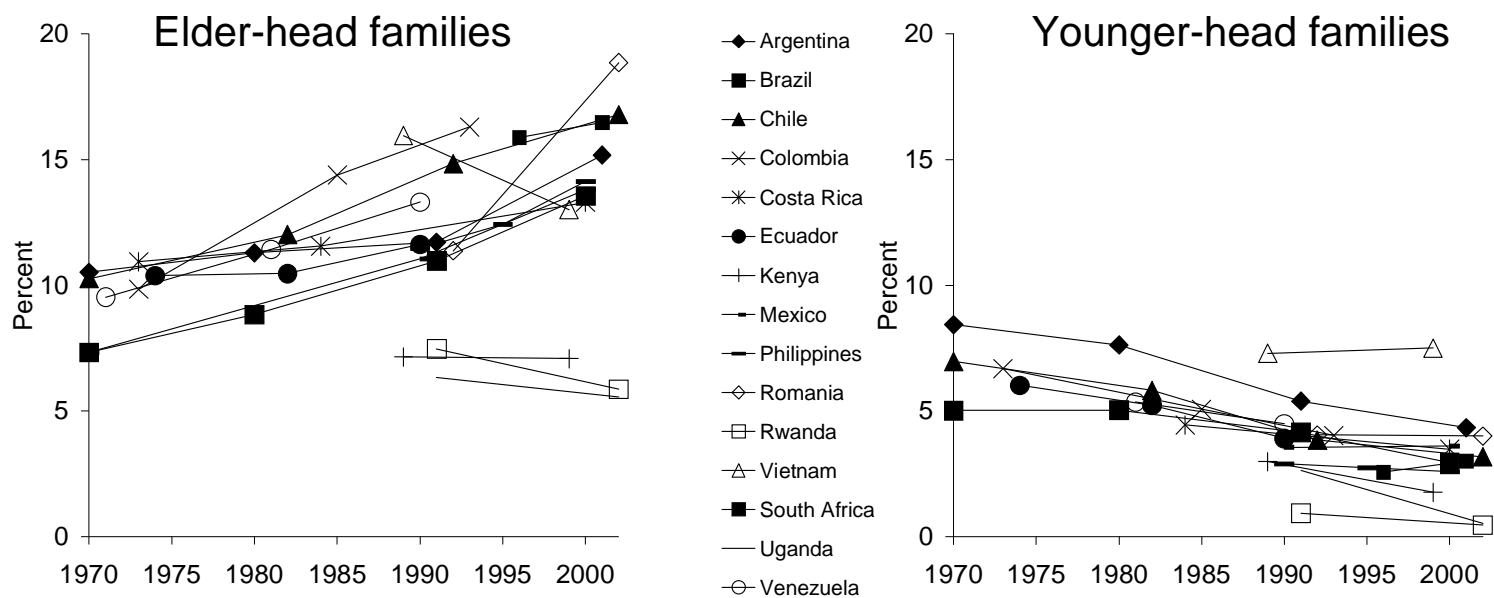 Elder-head families
20
15
10
5
0
Percent
1970 1975 1980 1985 1990 1995 2000
Argentina
Brazil
Chile
Colombia
Costa Rica
Ecuador
Kenya
Mexico
Philippines
Romania
Rwanda
Vietnam
South Africa
Uganda
Venezuela
Younger-head families
20
15
10
5
0
Percent
1970 1975 1980 1985 1990 1995 2000